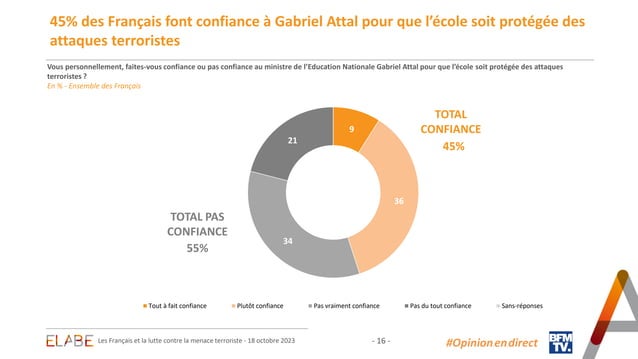 45% des Français font confiance à Gabriel Attal pour que l'école soit protégée des
attaques terroristes
Vous personnellement, faites-vous confiance ou pas confiance au ministre de l'Education Nationale Gabriel Attal pour que l'école soit protégée des attaques
terroristes ?
En % - Ensemble des Français
TOTAL
CONFIANCE
45%
9
21
36
34
TOTAL PAS
CONFIANCE
55%
Tout à fait confiance Plutôt confiance Pas vraiment confiance Pas du tout confiance Sans-réponses
ELABE Les Français et la lutte contre la menace terroriste - 18 octobre 2023 - 16 - #Opinion en direct
BFM
TV.